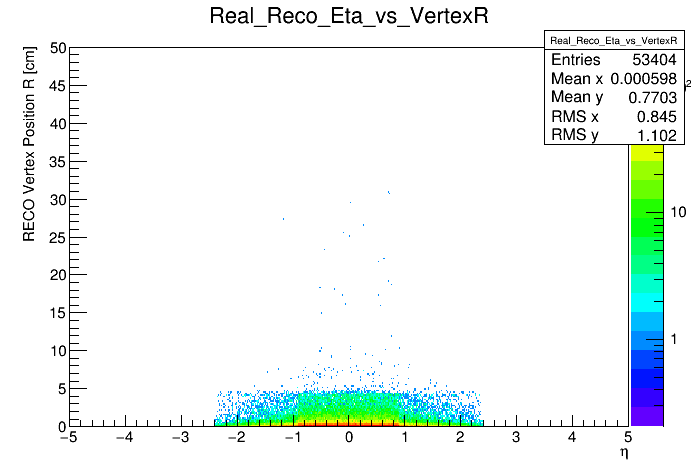 Real_Reco_Eta_vs_VertexR
Real_Reco_Eta_vs_VertexR
Entries 53404
Mean x 0.000598
Mean y 0.7703
RMS x 0.845
RMS y 1.102
RECO Vertex Position R [cm]
50
45
40
35
30
25
20
15
10
5
0
−5 −4 −3 −2 −1 0 1 2 3 4 5
η
2
10
1